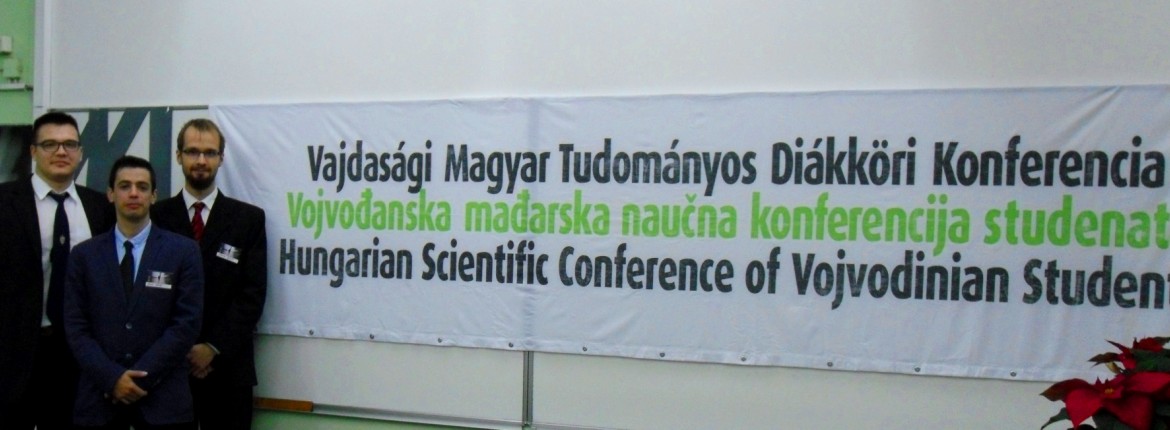 Vajdasági Magyar Tudományos Diákköri Konferencia
Vojvođanska mađarska naučna konferencija studenat
Hungarian Scientific Conference of Vojvodinian Student